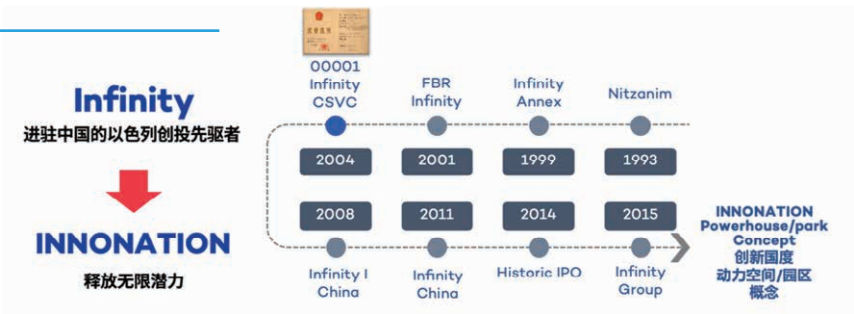 Infinity
进驻中国的以色列创投先驱者
INNONATION
释放无限潜力
00001
Infinity
CSVC
FBR
Infinity
Infinity
Annex
Nitzanim
2004
2001
1999
1993
2008
2011
2014
2015
Infinity I
China
Infinity
China
Historic IPO
Infinity
Group
INNONATION
Powerhouse/park
Concept
创新国度
动力空间/园区
概念